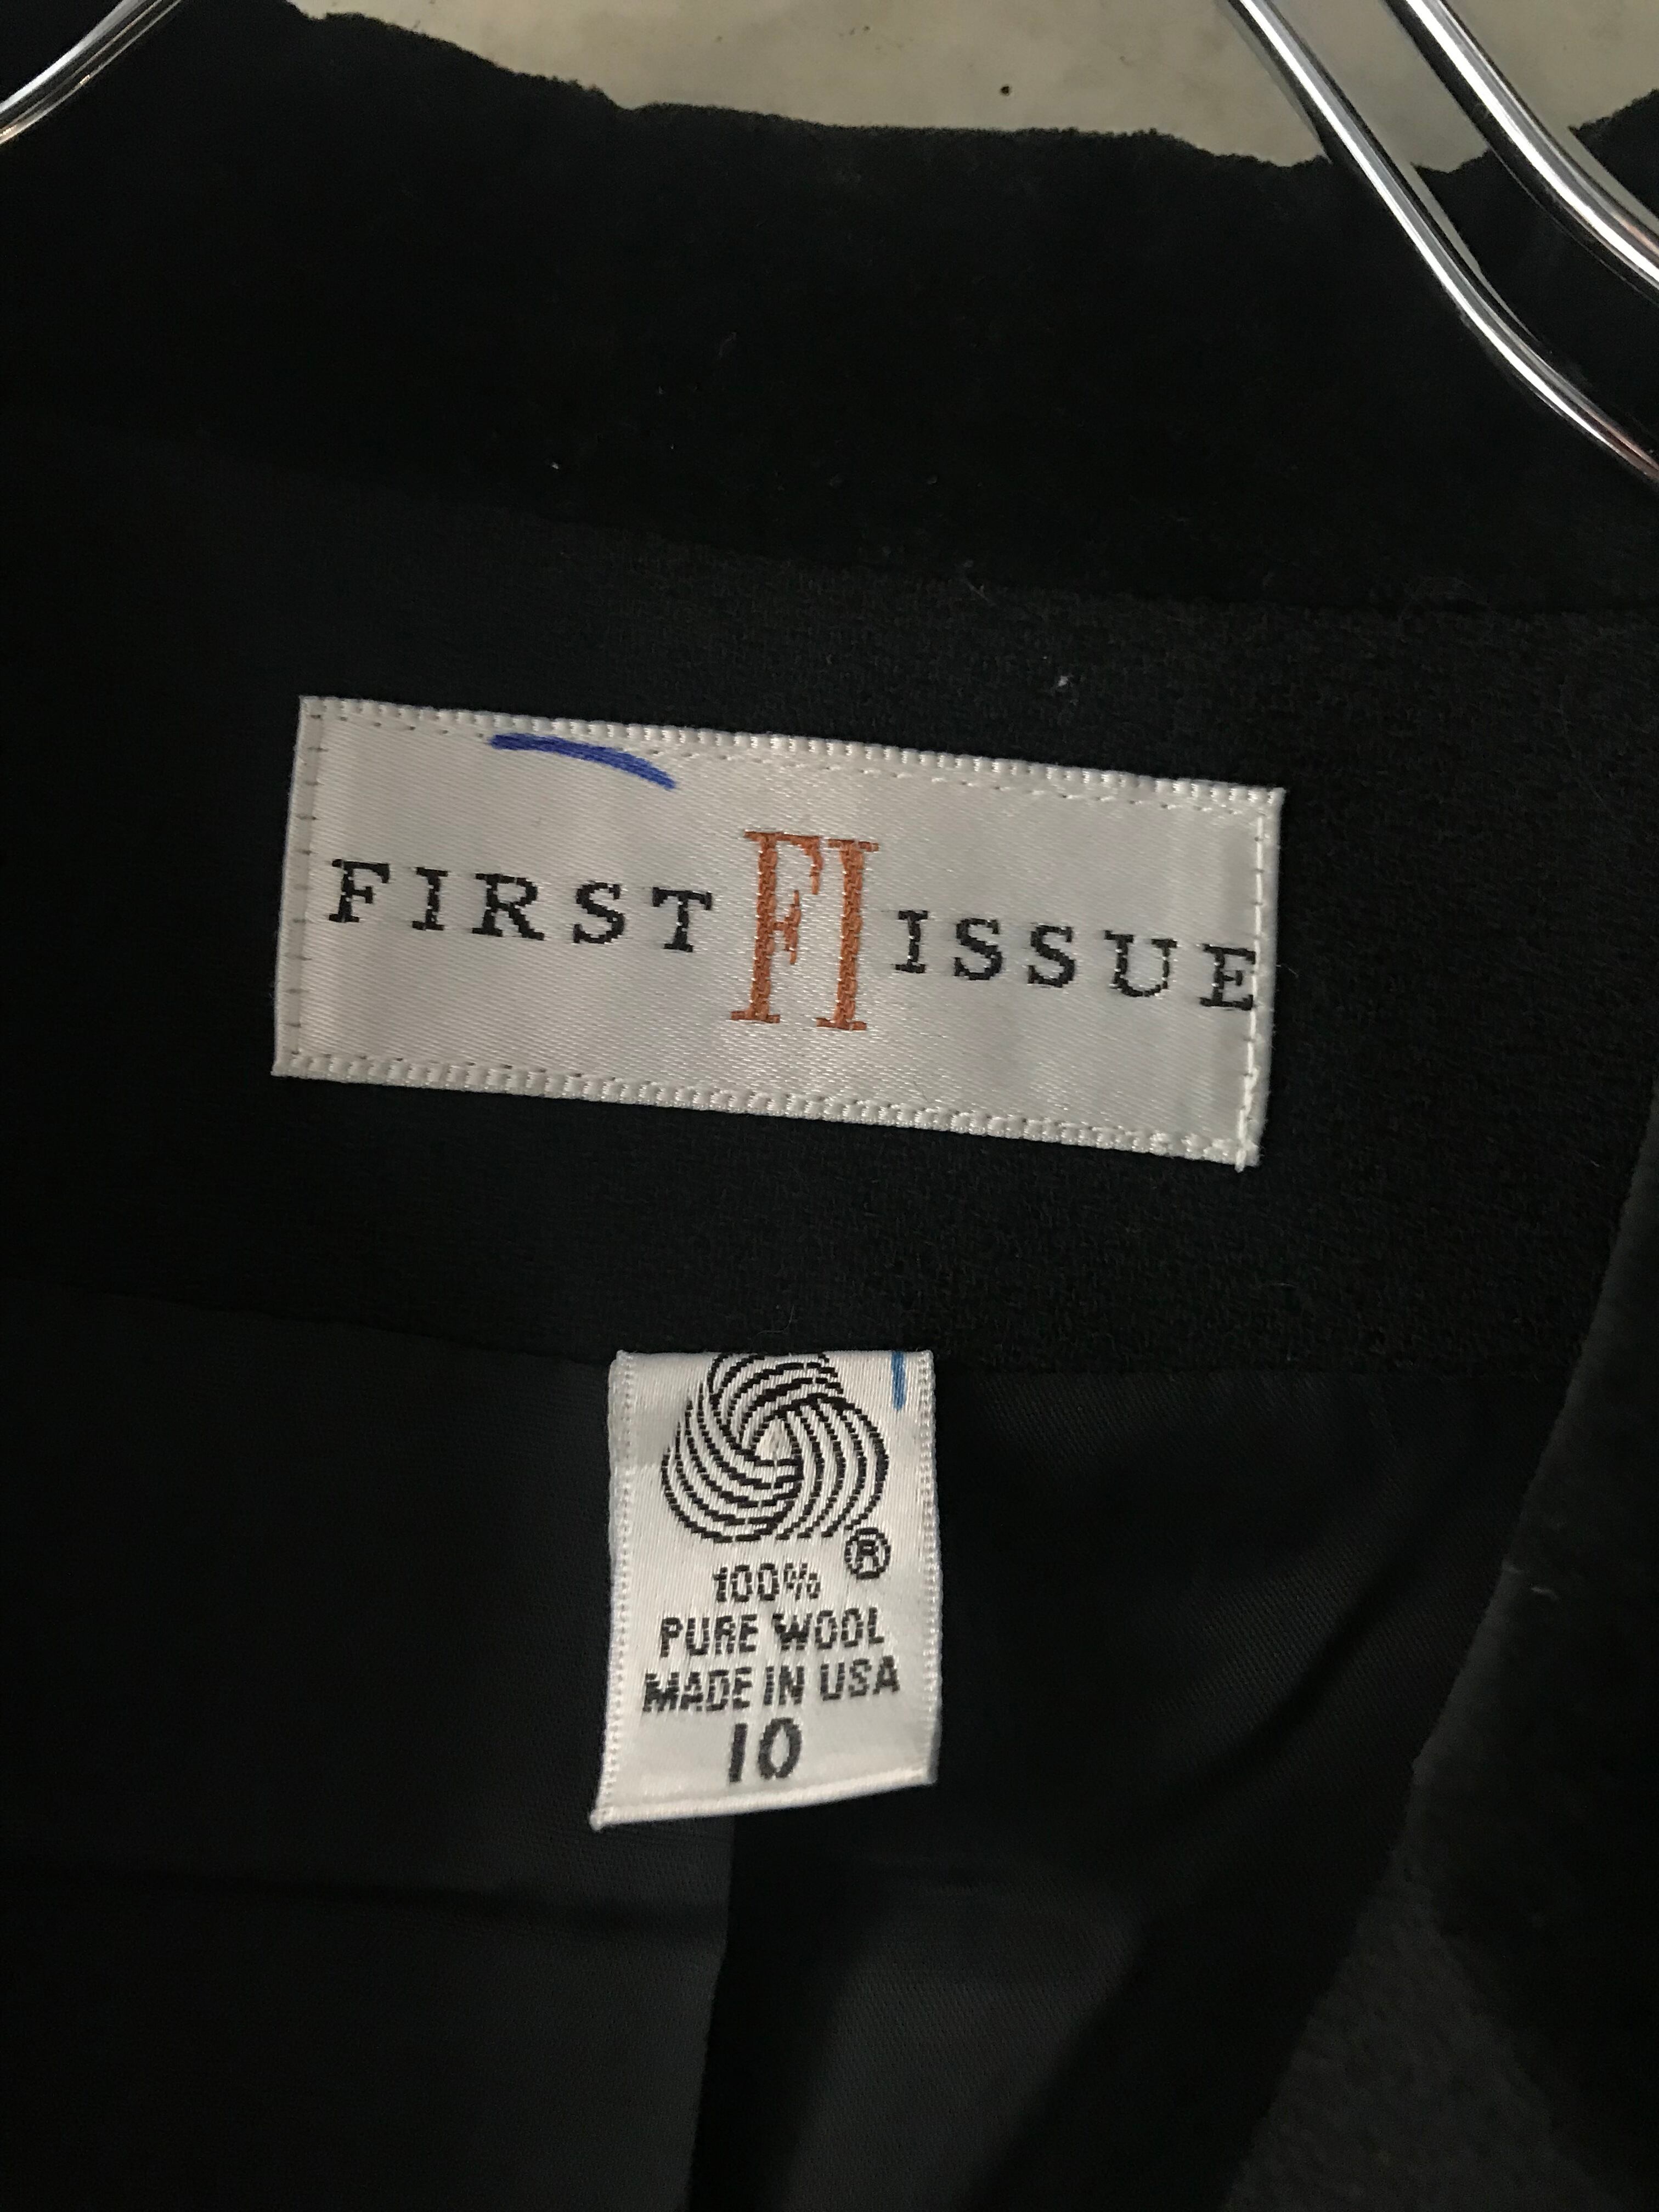 FIRST FI ISSUE
®
100%
PURE WOOL
MADE IN USA
10